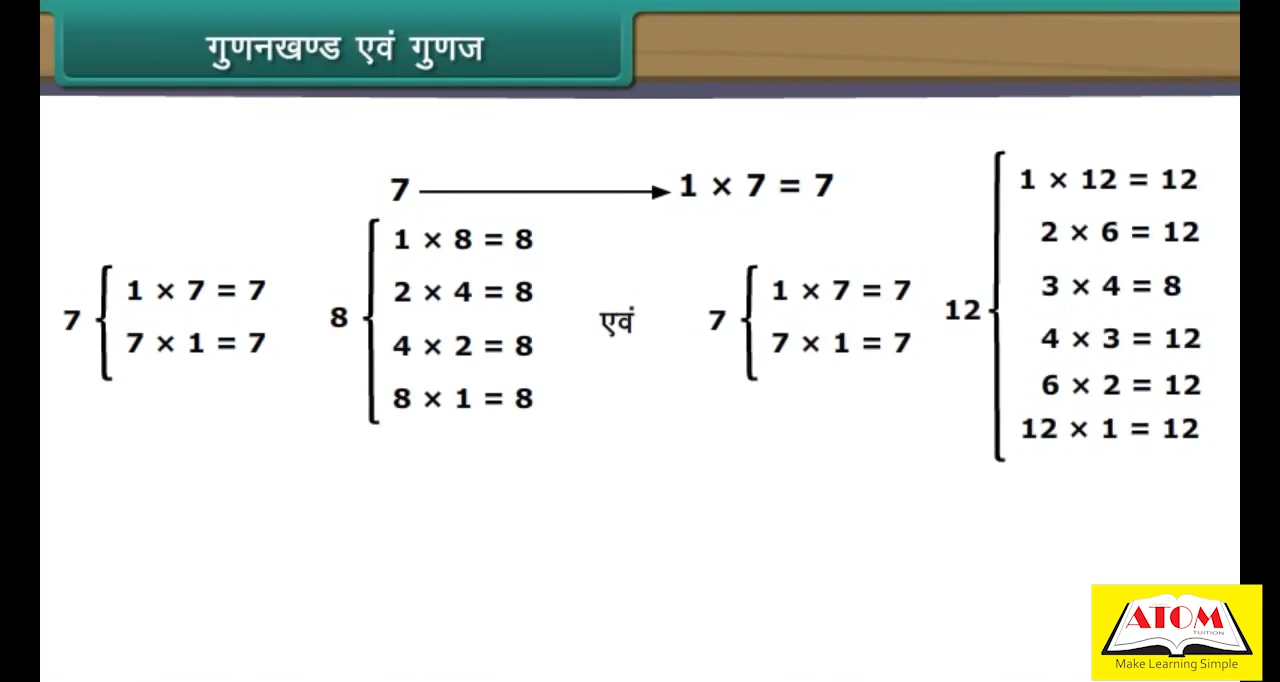 गुणनखण्ड एवं गुणज
7 → 1 × 7 = 7
7
1 × 7 = 7
7 × 1 = 7
8
1 × 8 = 8
2 × 4 = 8
4 × 2 = 8
8 × 1 = 8
एवं
7
1 × 7 = 7
7 × 1 = 7
12
1 × 12 = 12
2 × 6 = 12
3 × 4 = 8
4 × 3 = 12
6 × 2 = 12
12 × 1 = 12
ATOM
TUITION
Make Learning Simple